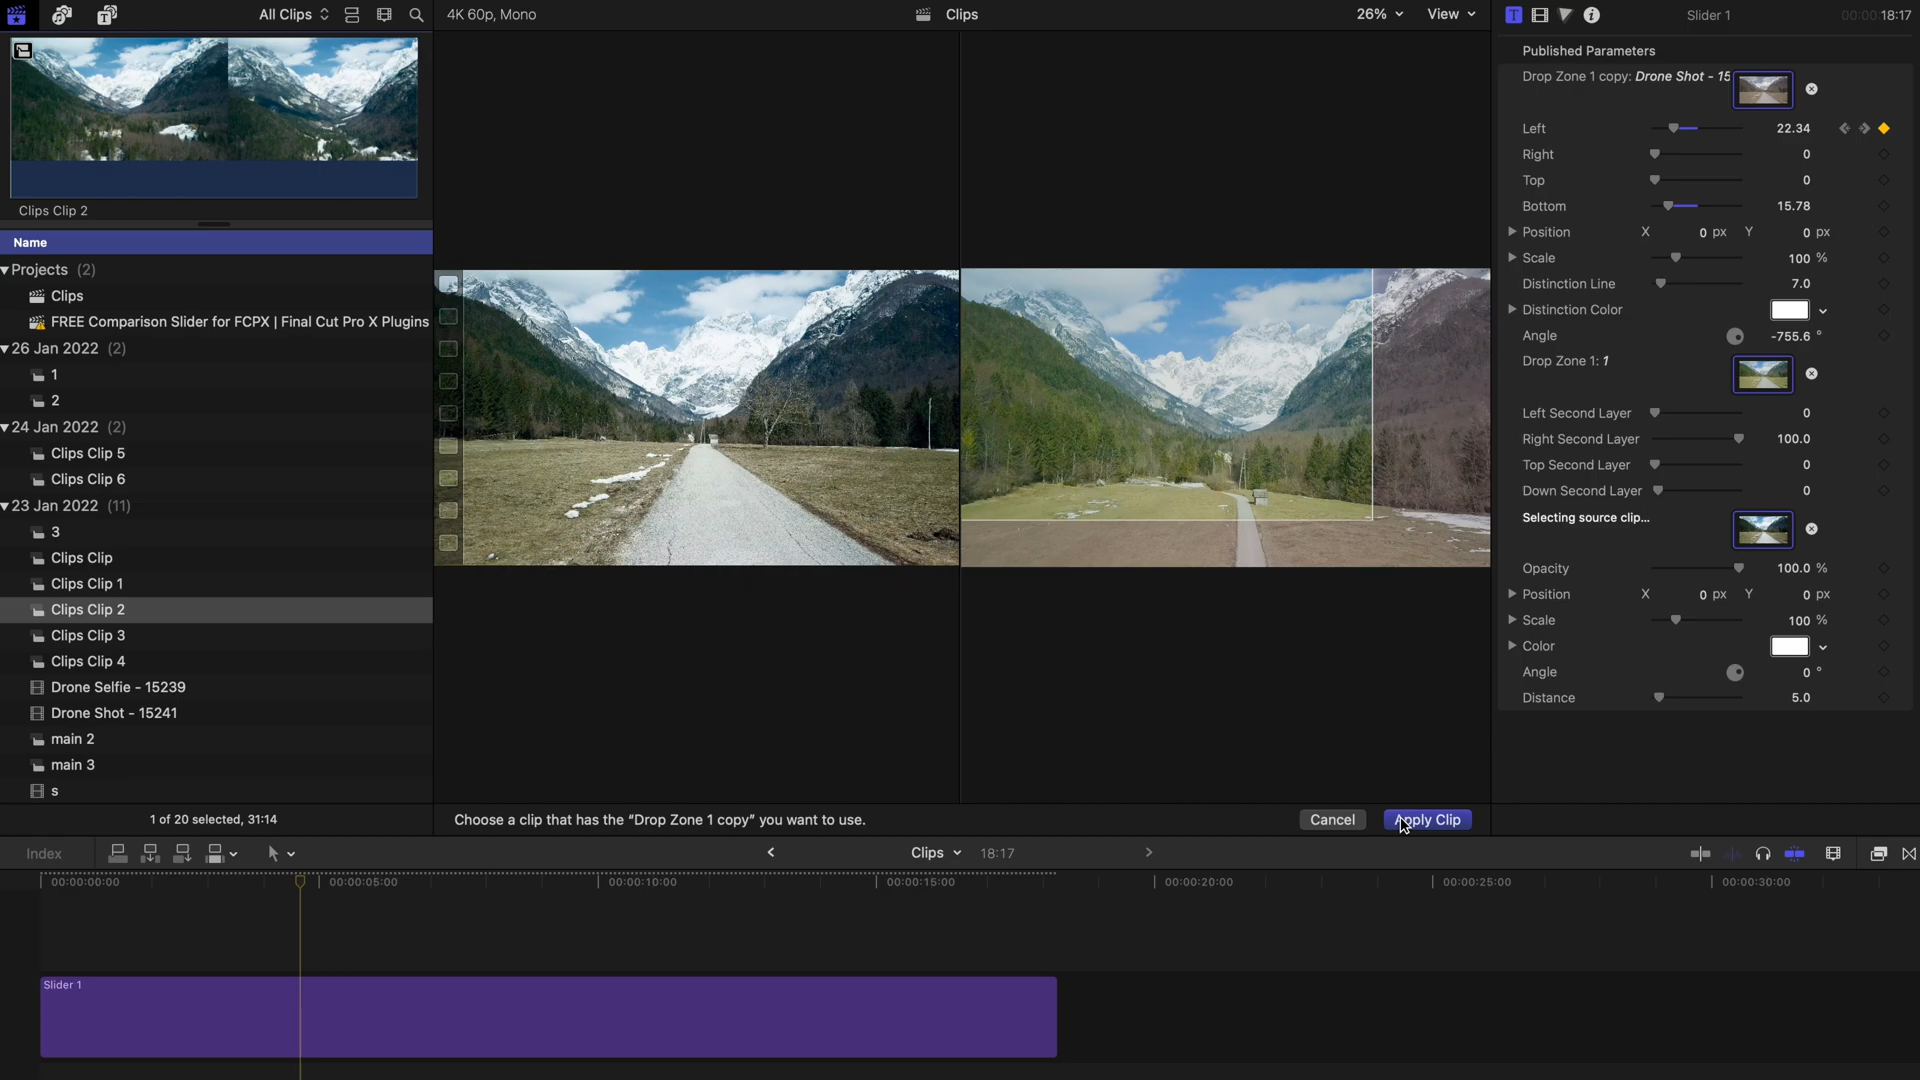 All Clips
4K 60p, Mono
Clips
26%
View
Slider 1
00:00:18:17
Clips Clip 2
Name
Projects (2)
Clips
FREE Comparison Slider for FCPX | Final Cut Pro X Plugins
26 Jan 2022 (2)
1
2
24 Jan 2022 (2)
Clips Clip 5
Clips Clip 6
23 Jan 2022 (11)
3
Clips Clip
Clips Clip 1
Clips Clip 2
Clips Clip 3
Clips Clip 4
Drone Selfie - 15239
Drone Shot - 15241
main 2
main 3
s
1 of 20 selected, 31:14
Choose a clip that has the "Drop Zone 1 copy" you want to use.
Cancel
Apply Clip
Published Parameters
Drop Zone 1 copy: Drone Shot - 15
Left 22.34
Right 0
Top 0
Bottom 15.78
Position X 0 px Y 0 px
Scale 100 %
Distinction Line 7.0
Distinction Color
Angle -755.6 °
Drop Zone 1: 1
Left Second Layer 0
Right Second Layer 100.0
Top Second Layer 0
Down Second Layer 0
Selecting source clip...
Opacity 100.0 %
Position X 0 px Y 0 px
Scale 100 %
Color
Angle 0 °
Distance 5.0
Index
Clips
18:17
00:00:00:00
00:00:05:00
00:00:10:00
00:00:15:00
00:00:20:00
00:00:25:00
00:00:30:00
Slider 1